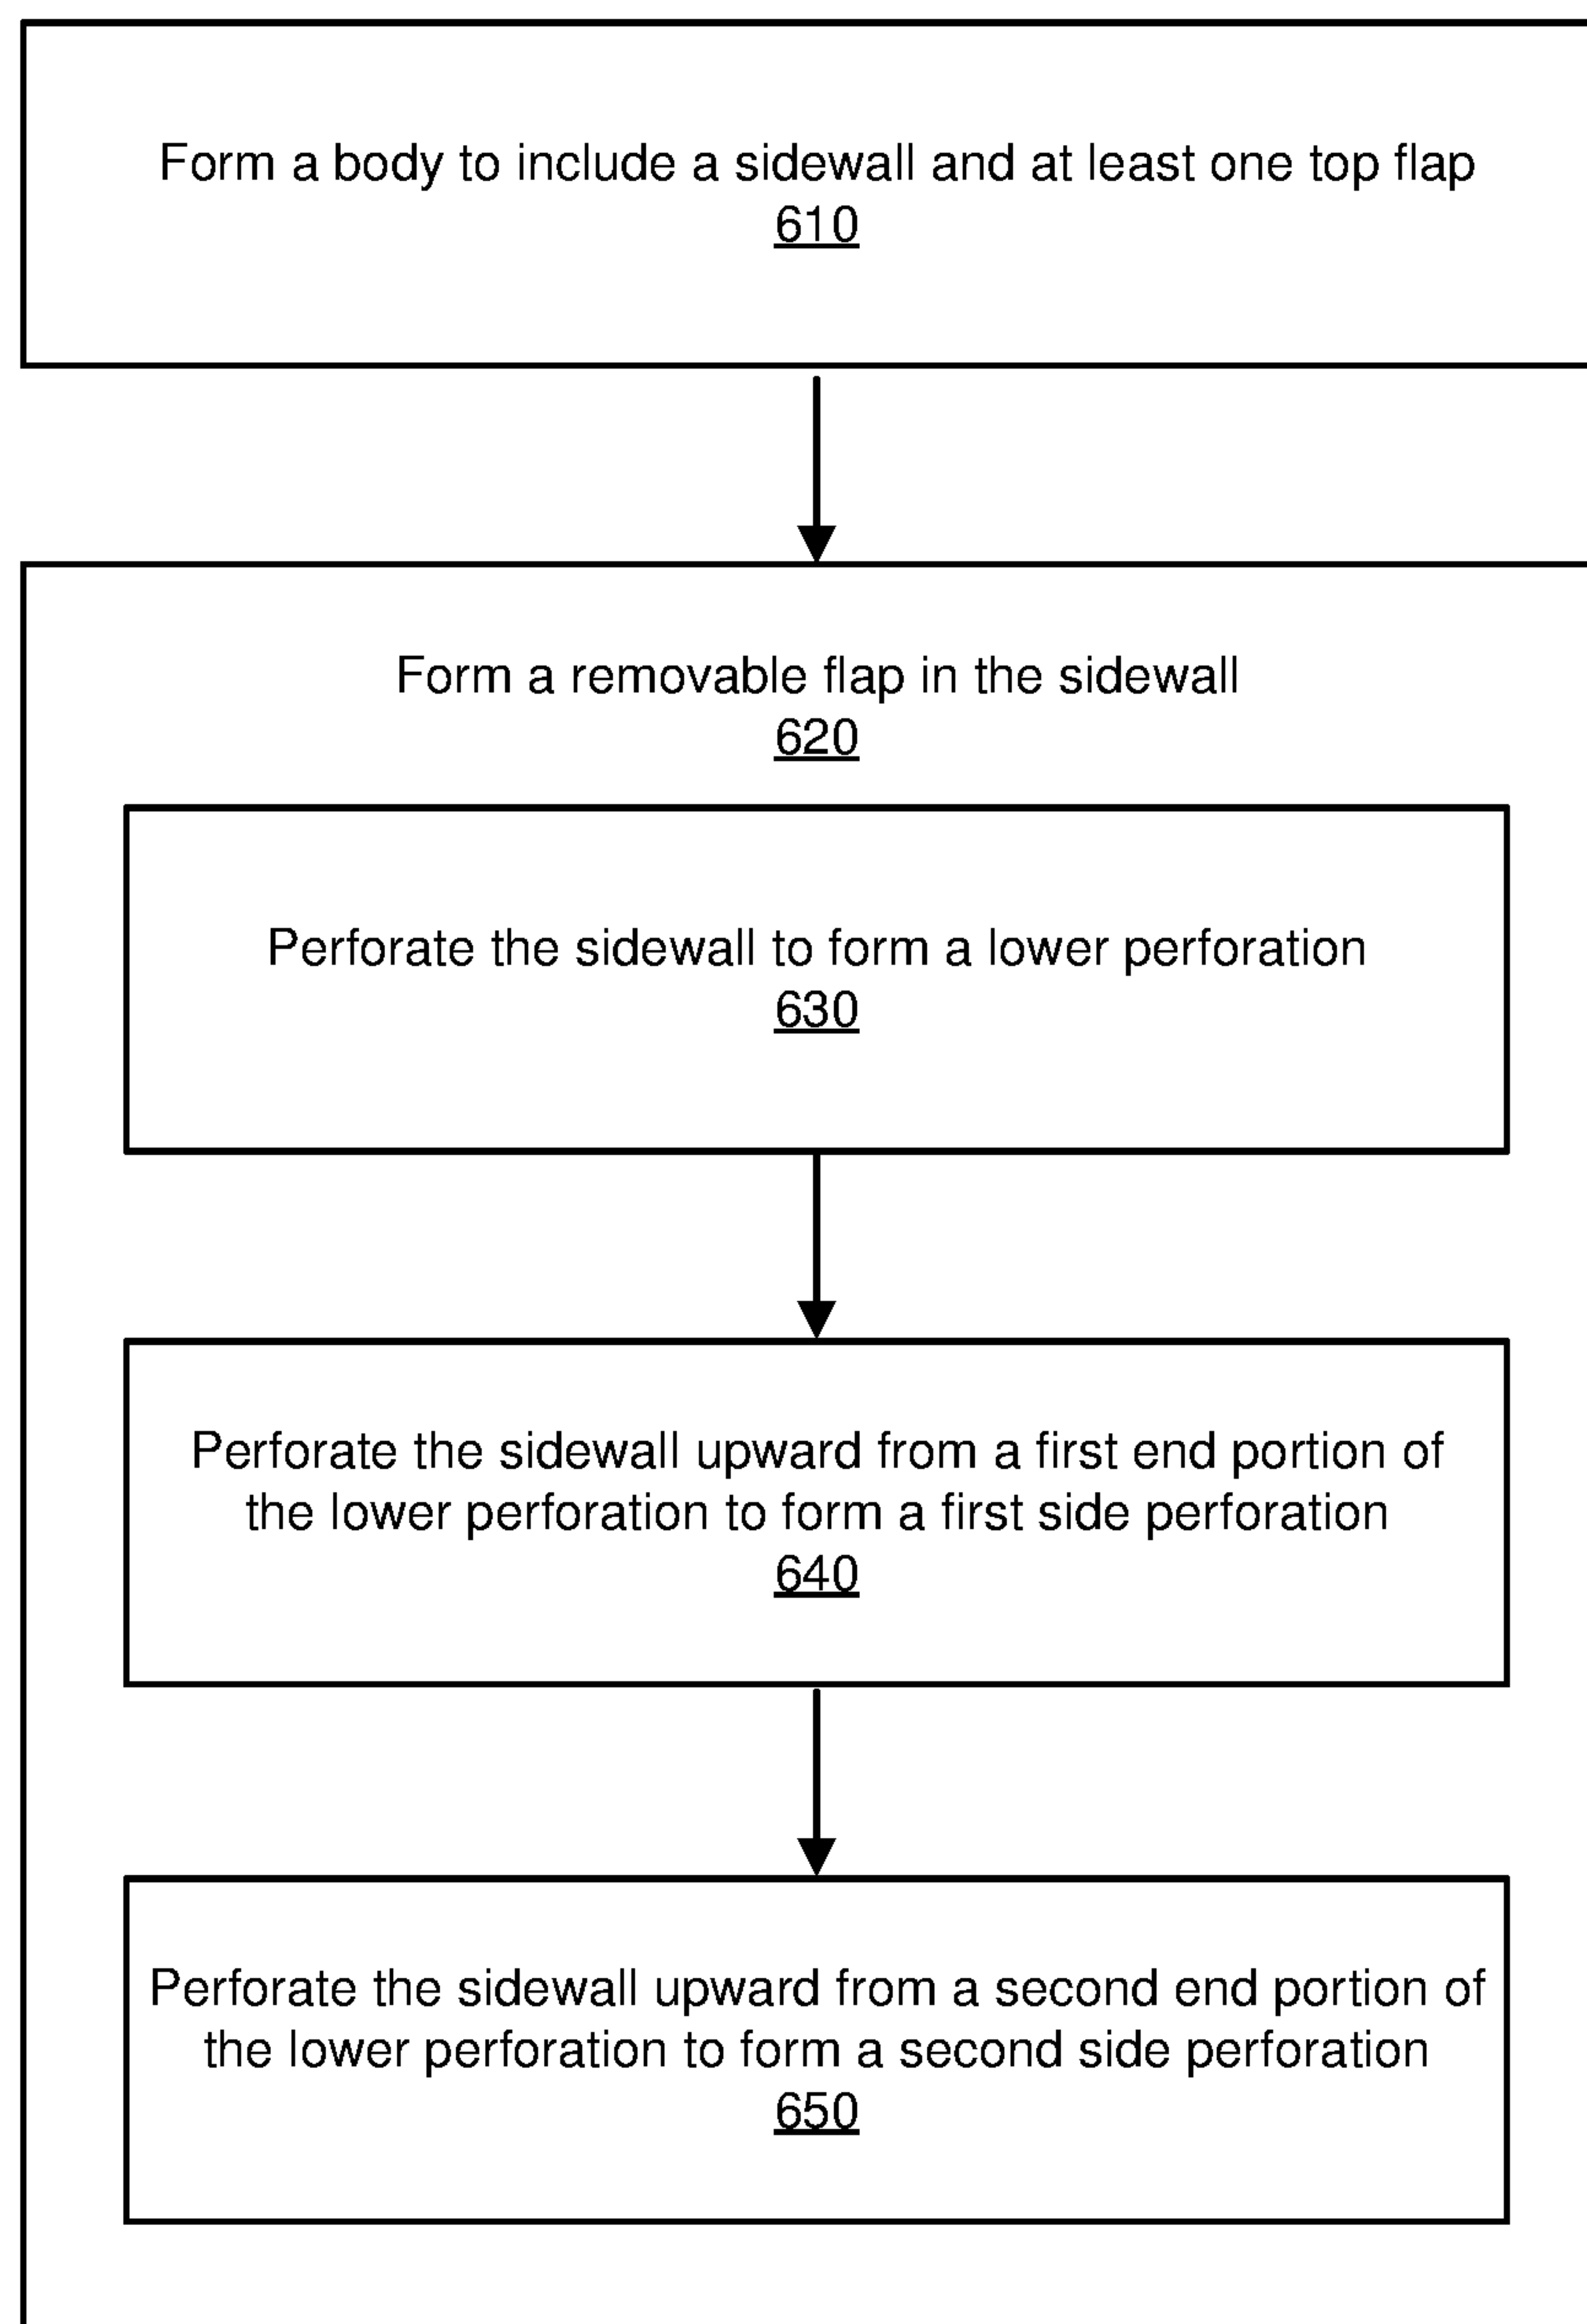 Form a body to include a sidewall and at least one top flap
610
Form a removable flap in the sidewall
620
Perforate the sidewall to form a lower perforation
630
Perforate the sidewall upward from a first end portion of
the lower perforation to form a first side perforation
640
Perforate the sidewall upward from a second end portion of
the lower perforation to form a second side perforation
650